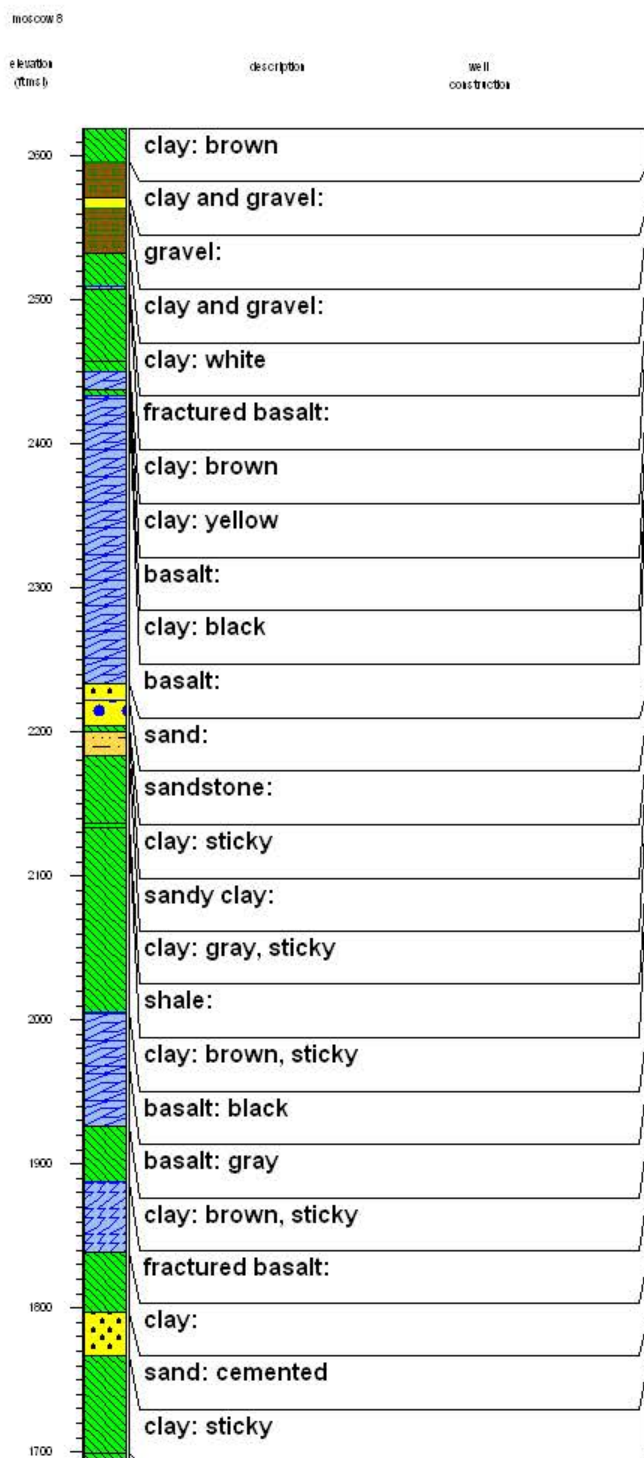 moscow 8
elevation description well
(ftmsl) construction
2600
clay: brown
clay and gravel:
gravel:
2500
clay and gravel:
clay: white
fractured basalt:
2400
clay: brown
clay: yellow
basalt:
2300
clay: black
basalt:
2200
sand:
sandstone:
clay: sticky
2100
sandy clay:
clay: gray, sticky
shale:
2000
clay: brown, sticky
basalt: black
basalt: gray
1900
clay: brown, sticky
fractured basalt:
1800
clay:
sand: cemented
clay: sticky
1700